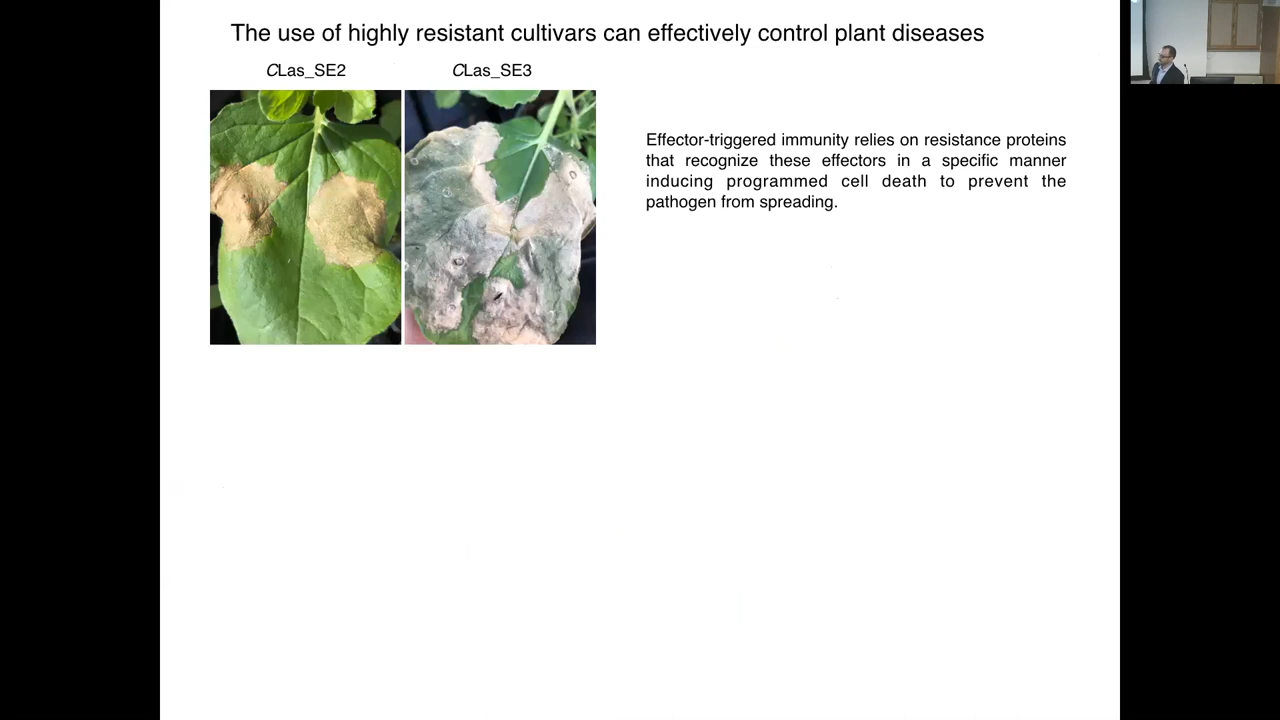 The use of highly resistant cultivars can effectively control plant diseases
CLas_SE2
CLas_SE3
Effector-triggered immunity relies on resistance proteins
that recognize these effectors in a specific manner
inducing programmed cell death to prevent the
pathogen from spreading.